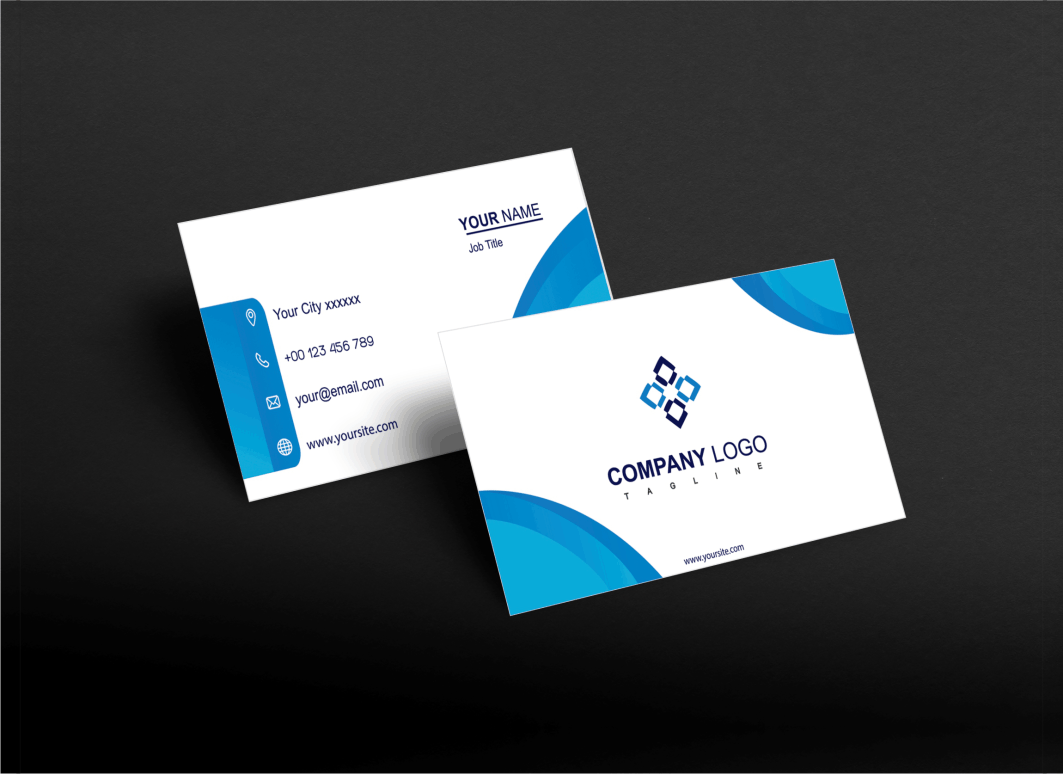 YOUR NAME
Job Title
Your City xxxxxx
+00 123 456 789
your@email.com
www.yoursite.com
COMPANY LOGO
TAGLINE
www.yoursite.com